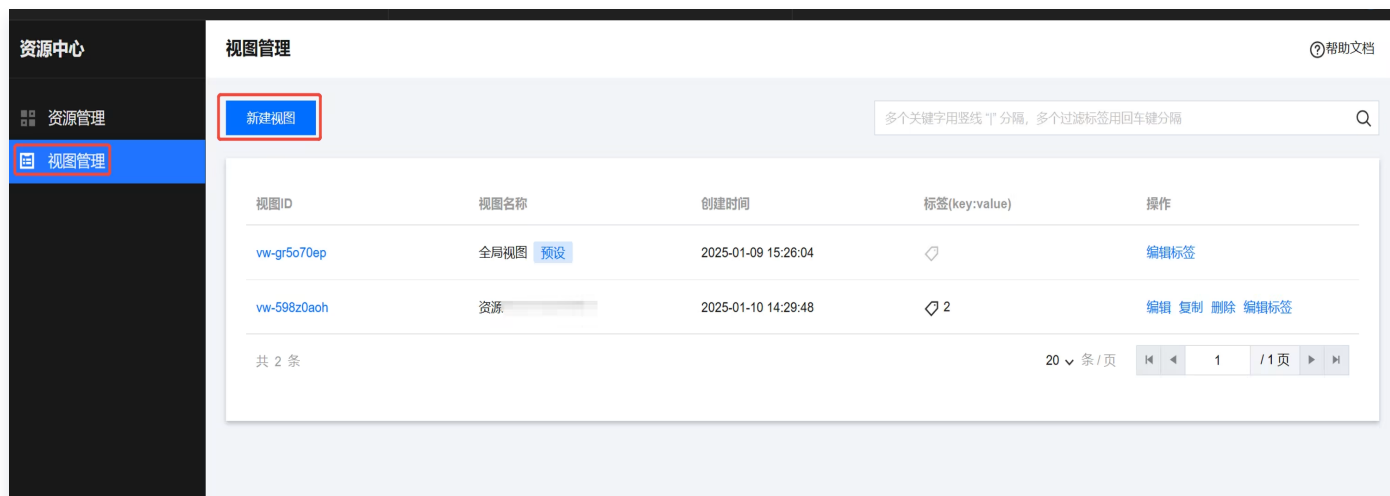 资源中心
视图管理
帮助文档
资源管理
视图管理
新建视图
多个关键字用竖线 "|" 分隔，多个过滤标签用回车键分隔
视图ID 视图名称 创建时间 标签(key:value) 操作
vw-gr5o70ep 全局视图 预设 2025-01-09 15:26:04 编辑标签
vw-598z0aoh 资源 2025-01-10 14:29:48 2 编辑 复制 删除 编辑标签
共 2 条 20 条 / 页 1 / 1 页